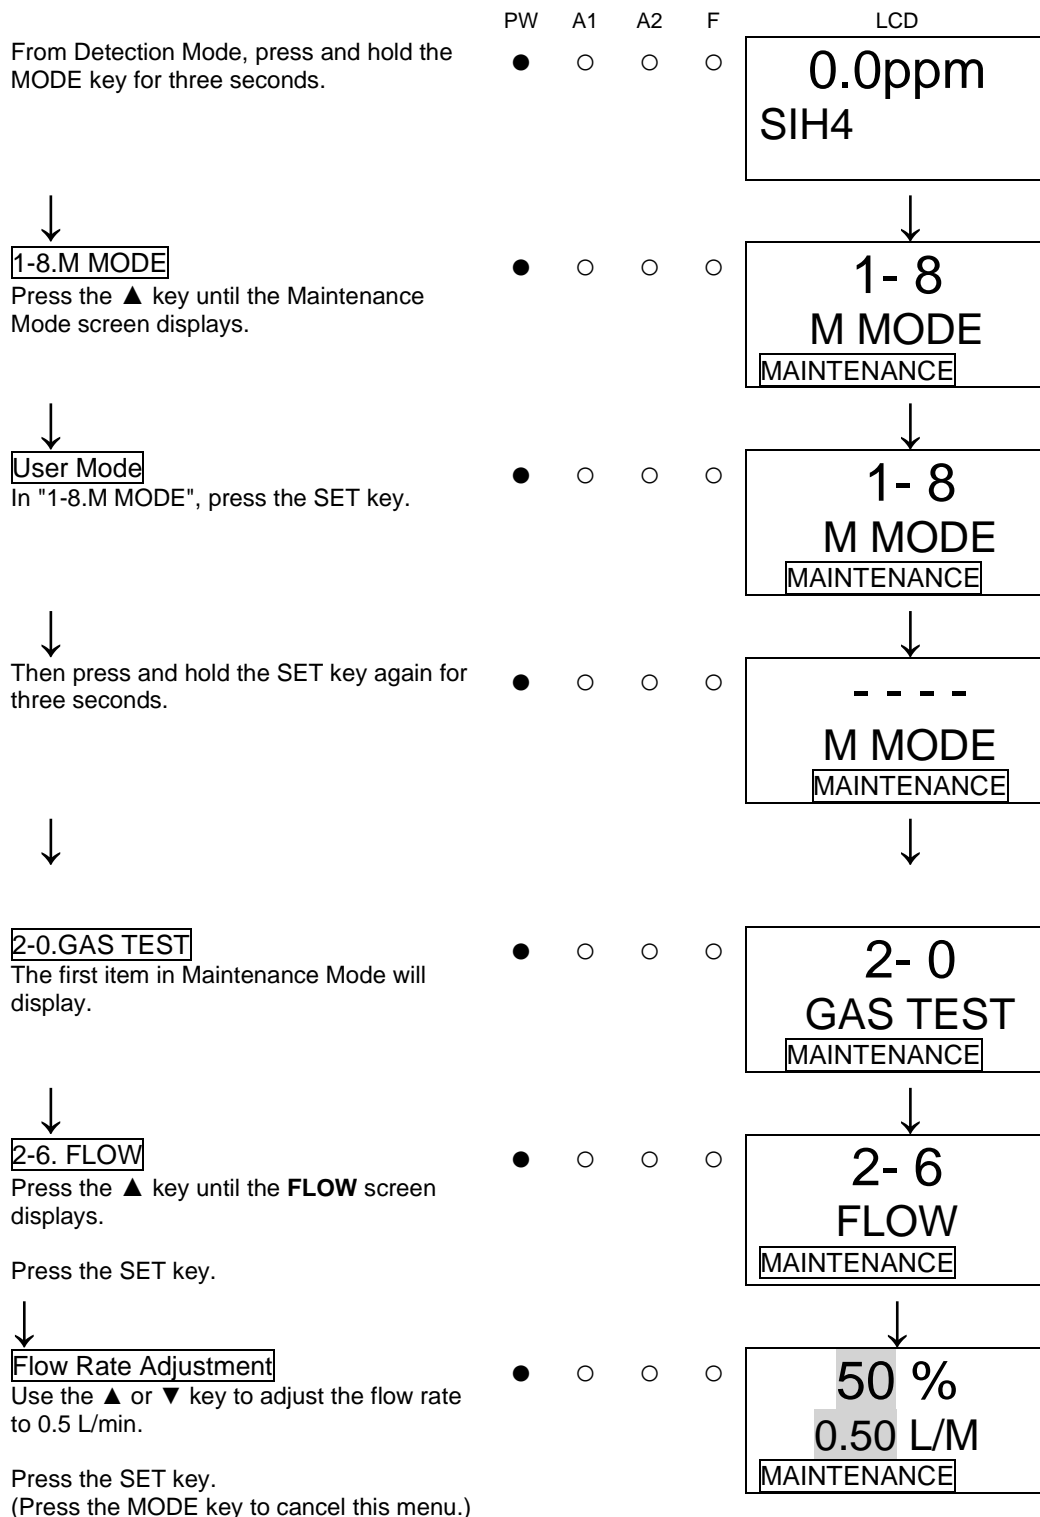 PW A1 A2 F LCD
From Detection Mode, press and hold the
MODE key for three seconds.
● ○ ○ ○
0.0ppm
SIH4
↓ ↓
1-8.M MODE
Press the ▲ key until the Maintenance
Mode screen displays.
● ○ ○ ○
1- 8
M MODE
MAINTENANCE
↓ ↓
User Mode
In "1-8.M MODE", press the SET key.
● ○ ○ ○
1- 8
M MODE
MAINTENANCE
↓ ↓
Then press and hold the SET key again for
three seconds.
● ○ ○ ○
- - - -
M MODE
MAINTENANCE
↓ ↓
2-0.GAS TEST
The first item in Maintenance Mode will
display.
● ○ ○ ○
2- 0
GAS TEST
MAINTENANCE
↓ ↓
2-6. FLOW
Press the ▲ key until the FLOW screen
displays.
Press the SET key.
● ○ ○ ○
2- 6
FLOW
MAINTENANCE
↓ ↓
Flow Rate Adjustment
Use the ▲ or ▼ key to adjust the flow rate
to 0.5 L/min.
Press the SET key.
(Press the MODE key to cancel this menu.)
● ○ ○ ○
50 %
0.50 L/M
MAINTENANCE